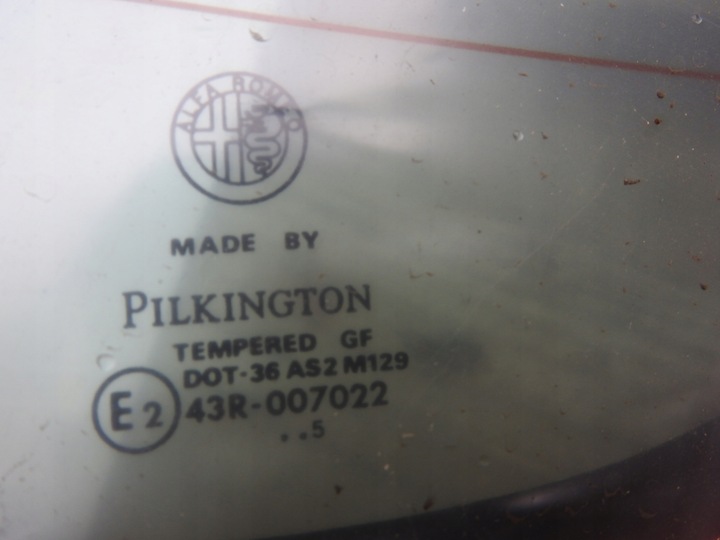 ALFA ROMEO
MADE BY
PILKINGTON
TEMPERED GF
DOT-36 AS2 M129
E2 43R-007022
..5